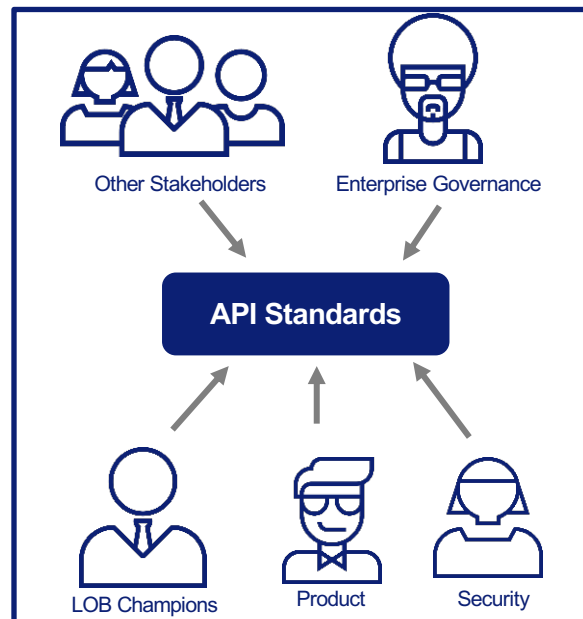 Other Stakeholders
Enterprise Governance
API Standards
LOB Champions
Product
Security